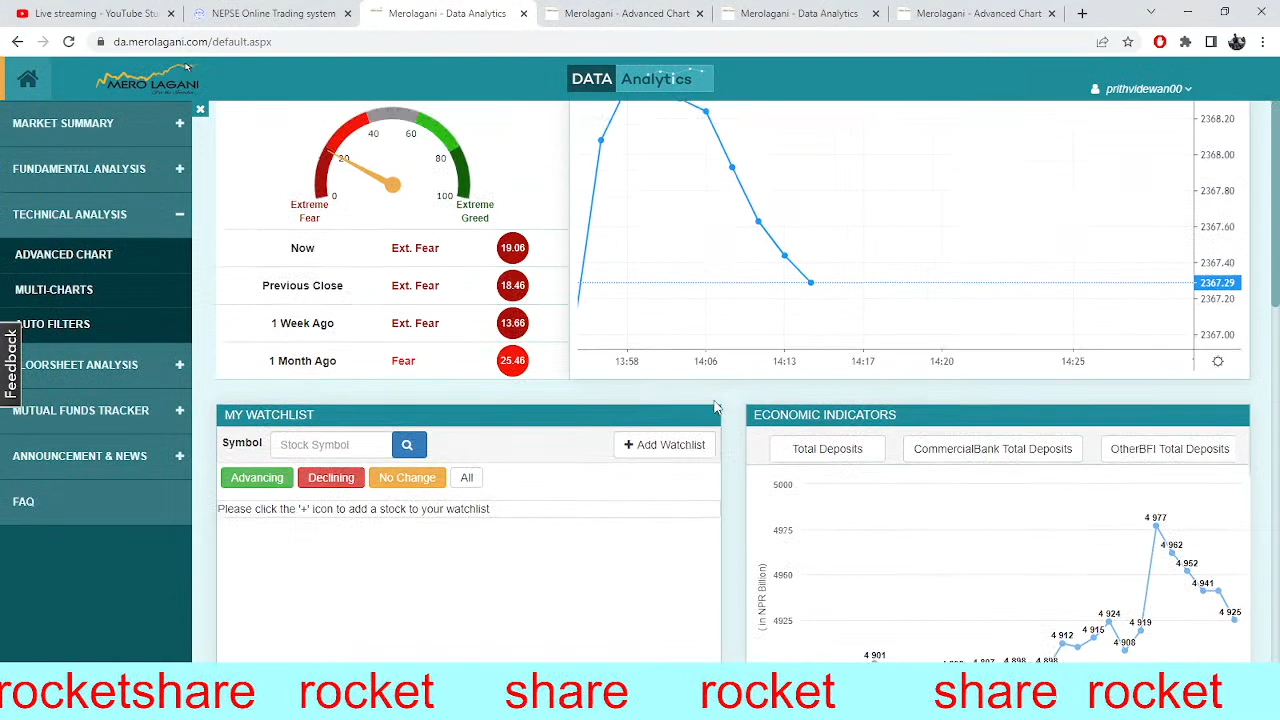 Live streaming - YouTube Stu
NEPSE Online Trading system
Merolagani - Data Analytics
Merolagani - Advanced Chart
Merolagani - Data Analytics
Merolagani - Advanced Chart
da.merolagani.com/default.aspx
MERO LAGANI
DATA Analytics
prithvidewan00
MARKET SUMMARY
FUNDAMENTAL ANALYSIS
TECHNICAL ANALYSIS
ADVANCED CHART
MULTI-CHARTS
AUTO FILTERS
LOORSHEET ANALYSIS
MUTUAL FUNDS TRACKER
ANNOUNCEMENT & NEWS
FAQ
Feedback
0 20 40 60 80 100
Extreme Fear
Extreme Greed
Now Ext. Fear 19.06
Previous Close Ext. Fear 18.46
1 Week Ago Ext. Fear 13.66
1 Month Ago Fear 25.46
2368.20
2368.00
2367.80
2367.60
2367.40
2367.29
2367.20
2367.00
13:58 14:06 14:13 14:17 14:20 14:25
MY WATCHLIST
Symbol Stock Symbol + Add Watchlist
Advancing Declining No Change All
Please click the '+' icon to add a stock to your watchlist
ECONOMIC INDICATORS
Total Deposits CommercialBank Total Deposits OtherBFI Total Deposits
5000
4975
4960
4925
( in NPR Billion)
4 901
4 912
4 915
4 924
4 908
4 919
4 977
4 962
4 952
4 941
4 925
rocketshare rocket share rocket share rocket